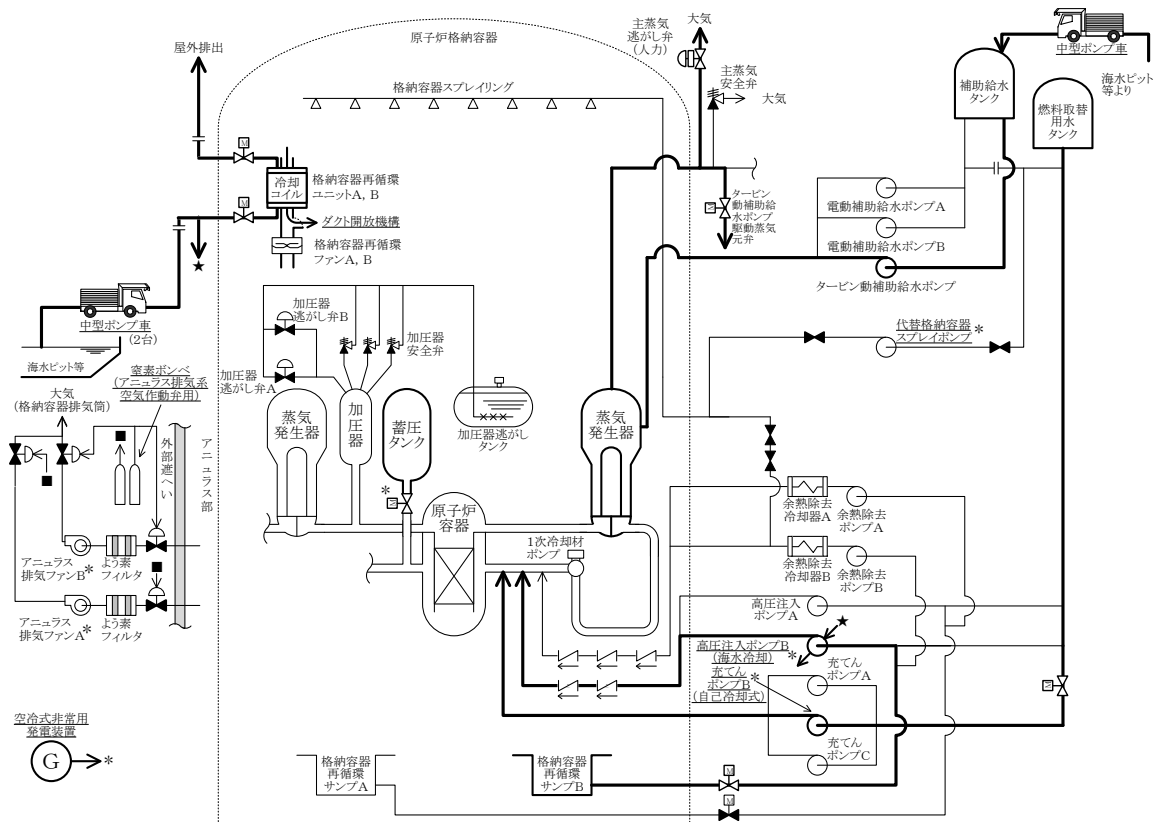 原子炉格納容器
屋外排出
格納容器スプレイリング
大気
主蒸気
逃がし弁
(人力)
主蒸気
安全弁
大気
中型ポンプ車
海水ピット
等より
補助給水
タンク
燃料取替
用水
タンク
M
冷却
コイル
格納容器再循環
ユニットA, B
M
ダクト開放機構
格納容器再循環
ファンA, B
★
M
タービン
動補助給
水ポンプ
駆動蒸気
元弁
電動補助給水ポンプA
電動補助給水ポンプB
タービン動補助給水ポンプ
中型ポンプ車
(2台)
海水ピット等
加圧器
逃がし弁B
加圧器
逃がし弁A
加圧器
安全弁
代替格納容器
スプレイポンプ
*
窒素ボンベ
(アニュラス排気系
空気作動弁用)
大気
(格納容器排気筒)
外部遮へい
アニュラス部
蒸気
発生器
加圧器
蓄圧
タンク
加圧器逃がし
タンク
蒸気
発生器
*
M
原子炉
容器
1次冷却材
ポンプ
余熱除去
冷却器A
余熱除去
ポンプA
余熱除去
冷却器B
余熱除去
ポンプB
アニュラス
排気ファンB*
よう素
フィルタ
アニュラス
排気ファンA*
よう素
フィルタ
高圧注入
ポンプA
★
高圧注入ポンプB
(海水冷却)
*
充てん
ポンプB
(自己冷却式)
*
充てん
ポンプA
充てん
ポンプC
M
空冷式非常用
発電装置
G
*
格納容器
再循環
サンプA
格納容器
再循環
サンプB
M
M